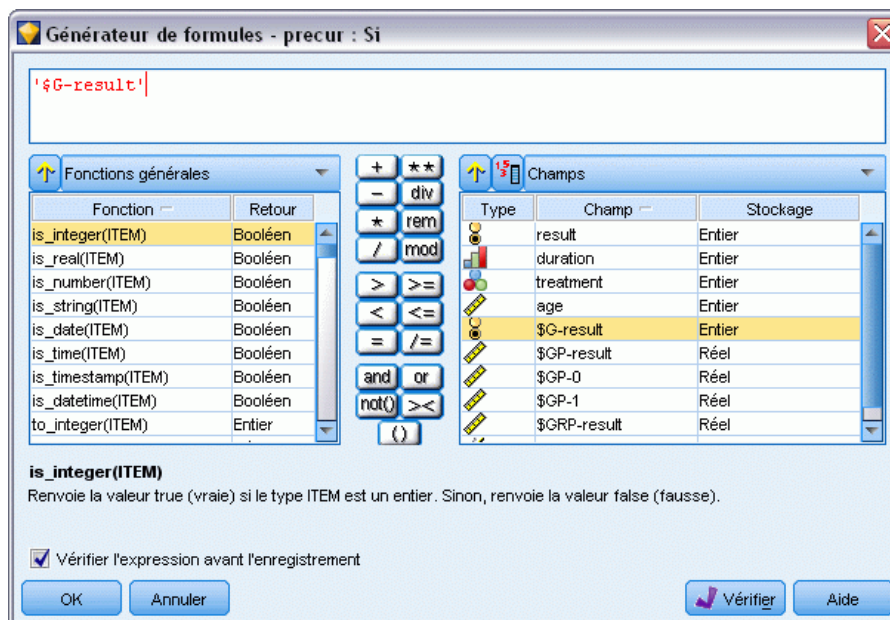 Générateur de formules - precur : Si
'$G-result'
Fonctions générales
Fonction Retour
is_integer(ITEM) Booléen
is_real(ITEM) Booléen
is_number(ITEM) Booléen
is_string(ITEM) Booléen
is_date(ITEM) Booléen
is_time(ITEM) Booléen
is_timestamp(ITEM) Booléen
is_datetime(ITEM) Booléen
to_integer(ITEM) Entier
+ **
- div
* rem
/ mod
> >=
< <=
= /=
and or
not() ><
()
Champs
Type Champ Stockage
result Entier
duration Entier
treatment Entier
age Entier
$G-result Entier
$GP-result Réel
$GP-0 Réel
$GP-1 Réel
$GRP-result Réel
is_integer(ITEM)
Renvoie la valeur true (vraie) si le type ITEM est un entier. Sinon, renvoie la valeur false (fausse).
Vérifier l'expression avant l'enregistrement
OK Annuler Vérifier Aide